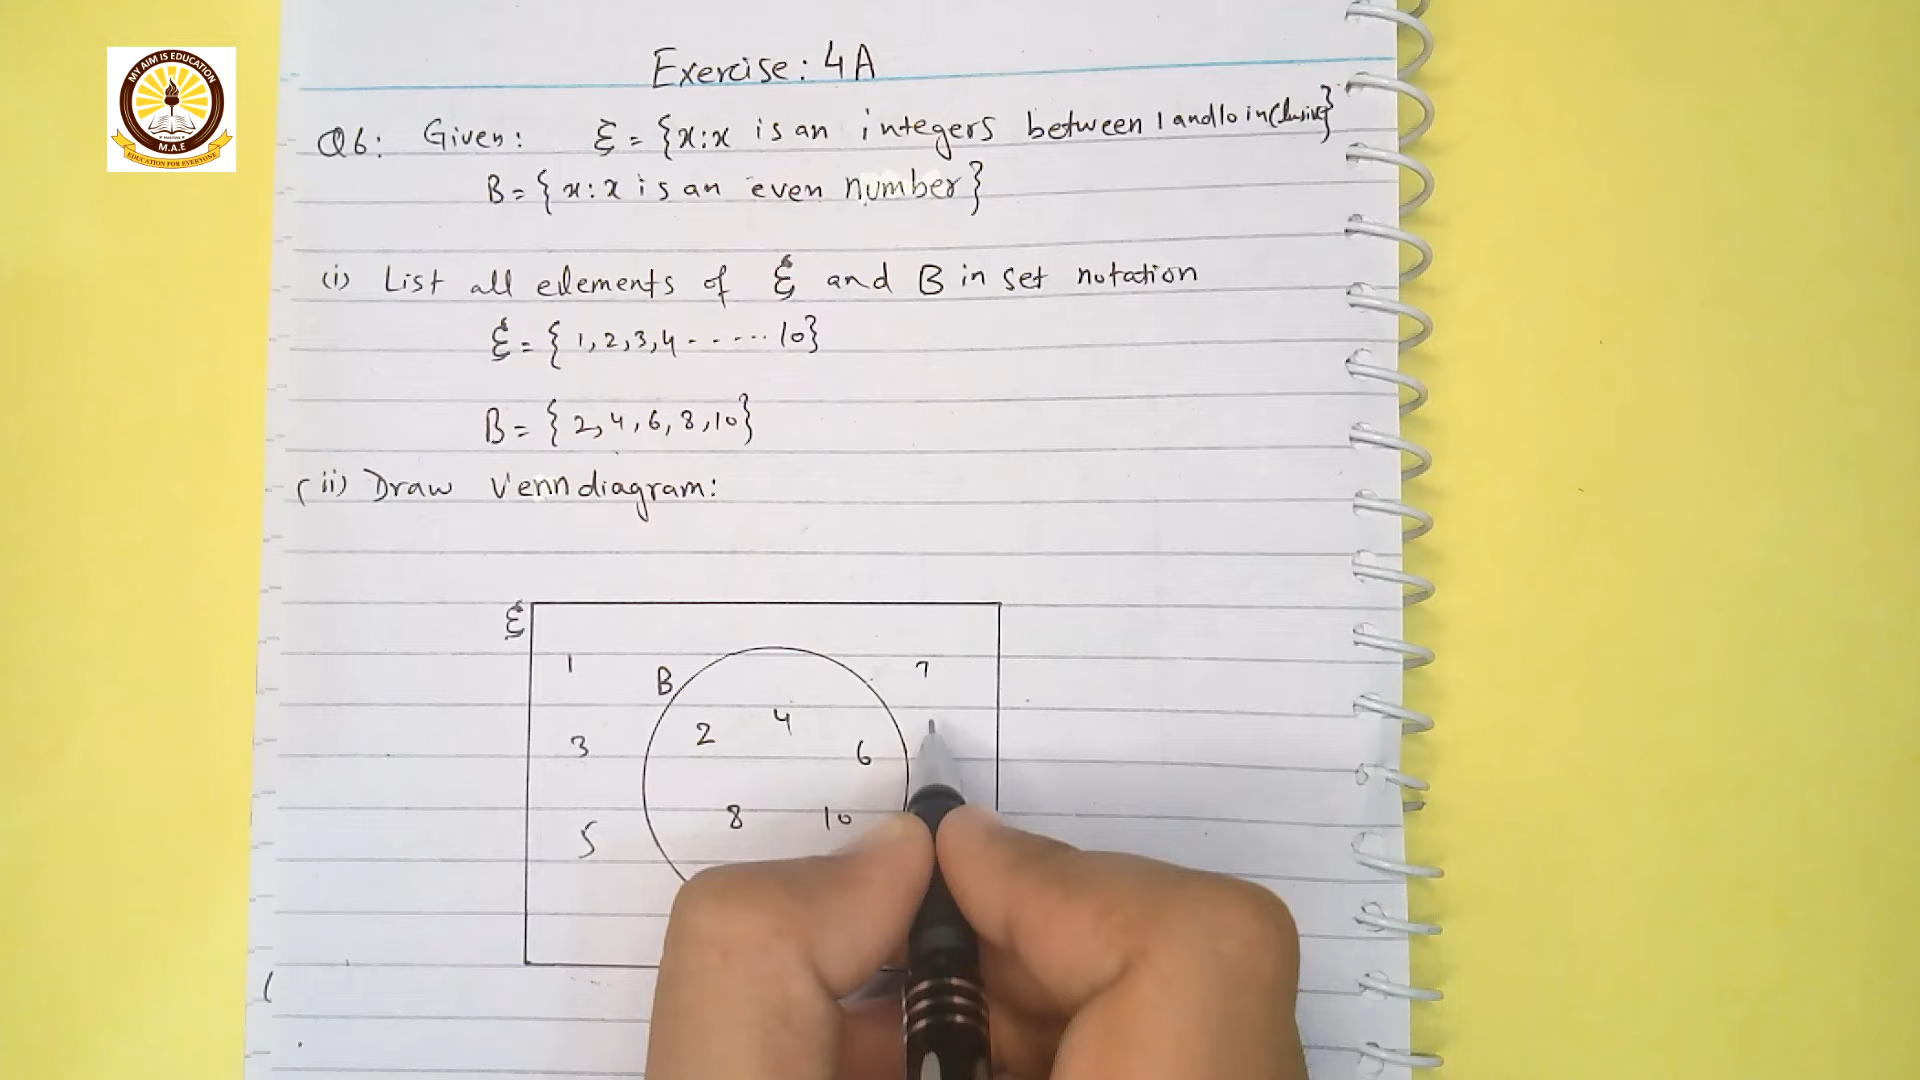 MY AIM IS EDUCATION
M.A.E
EDUCATION FOR EVERYONE
Exercise: 4A
Q6: Given: ξ = {x:x is an integers between 1 and 10 inclusive}
B = {x:x is an even number}
(i) List all elements of ξ and B in set notation
ξ = { 1, 2, 3, 4 - - - - - - 10}
B = { 2, 4, 6, 8, 10}
(ii) Draw Venn diagram:
ξ
1 B 7
2 4
3 6
8 10
5
(